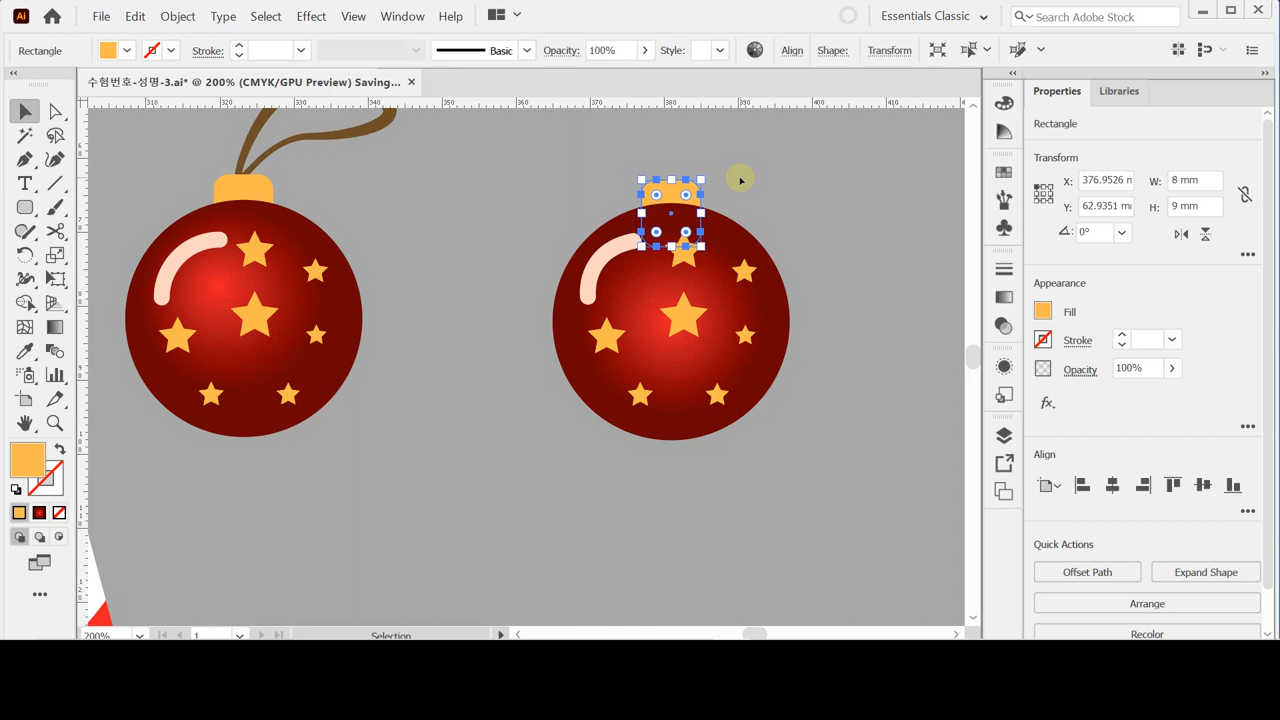 Ai File Edit Object Type Select Effect View Window Help Essentials Classic Search Adobe Stock
Rectangle Stroke: Basic Opacity: 100% Style: Align Shape: Transform
수험번호-성명-3.ai* @ 200% (CMYK/GPU Preview) Saving... ×
310 320 330 340 350 360 370 380 390 400 410
Properties Libraries
Rectangle
Transform
X: 376.9526 W: 8 mm
Y: 62.9351 H: 9 mm
0°
Appearance
Fill
Stroke
Opacity 100%
fx.
Align
Quick Actions
Offset Path Expand Shape
Arrange
Recolor
200% 1 Selection